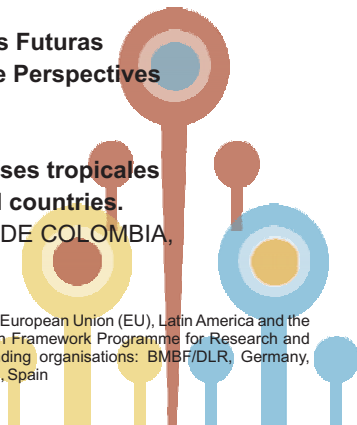 s Futuras
e Perspectives
ses tropicales
l countries.
DE COLOMBIA,
European Union (EU), Latin America and the
n Framework Programme for Research and
ding organisations: BMBF/DLR, Germany,
, Spain